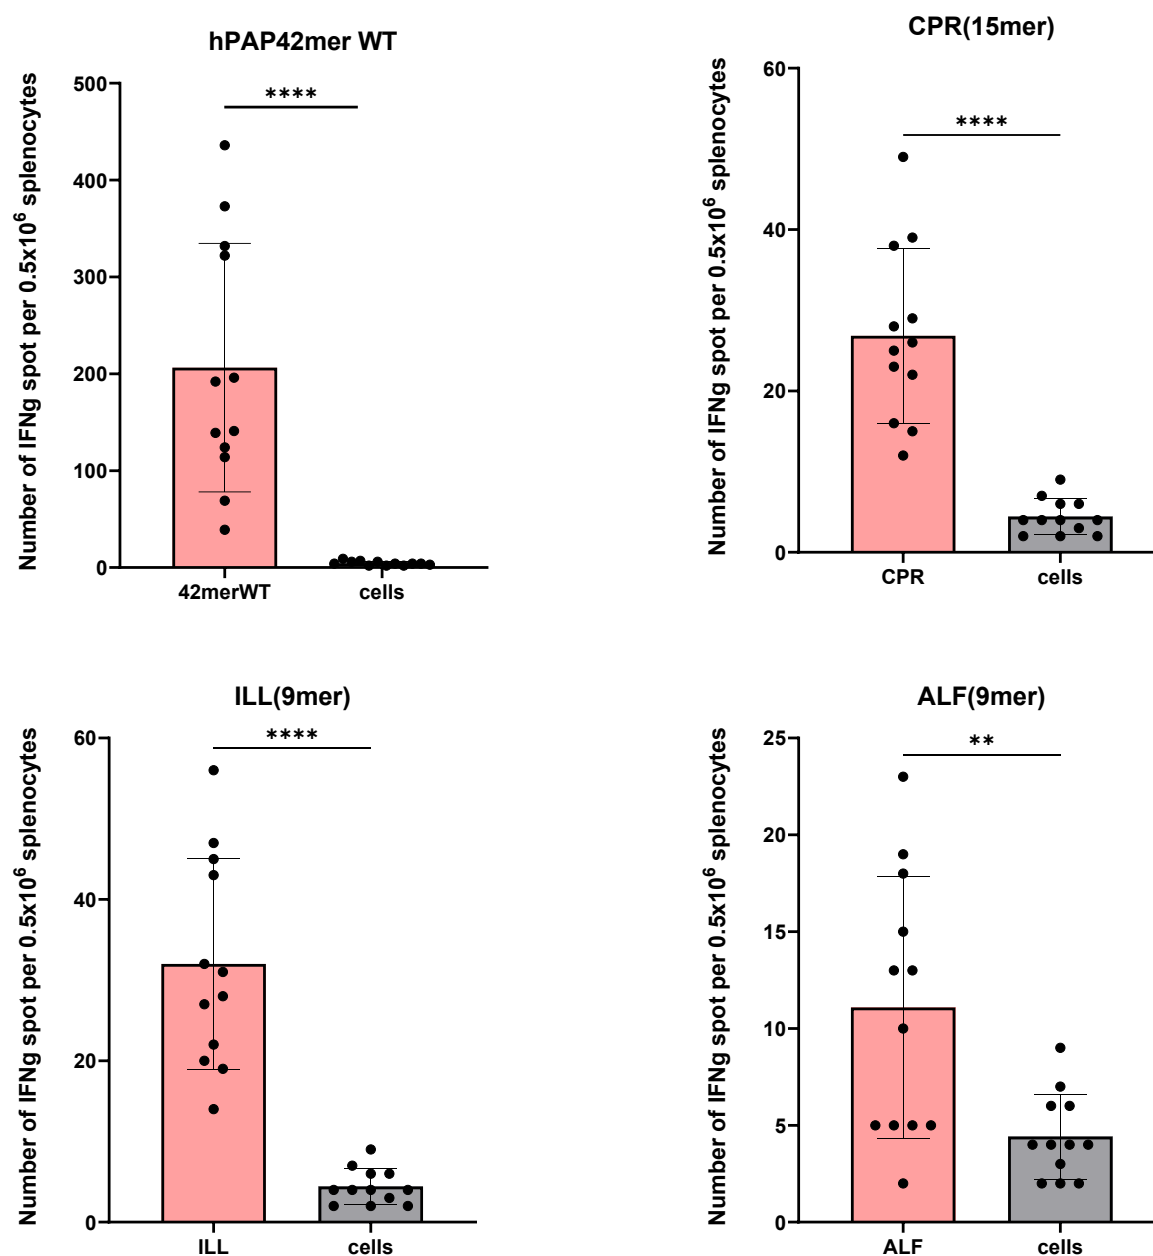 hPAP42mer WT
Number of IFNg spot per 0.5x10⁶ splenocytes
500
400
300
200
100
0
****
42merWT
cells
CPR(15mer)
Number of IFNg spot per 0.5x10⁶ splenocytes
60
40
20
0
****
CPR
cells
ILL(9mer)
Number of IFNg spot per 0.5x10⁶ splenocytes
60
40
20
0
****
ILL
cells
ALF(9mer)
Number of IFNg spot per 0.5x10⁶ splenocytes
25
20
15
10
5
0
**
ALF
cells